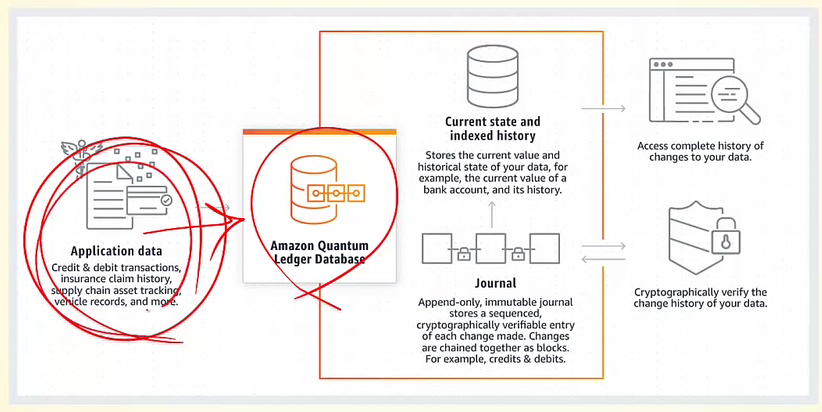 Application data
Credit & debit transactions,
insurance claim history,
supply chain asset tracking,
vehicle records, and more.
Amazon Quantum
Ledger Database
Current state and
indexed history
Stores the current value and
historical state of your data, for
example, the current value of a
bank account, and its history.
Journal
Append-only, immutable journal
stores a sequenced,
cryptographically verifiable entry
of each change made. Changes
are chained together as blocks.
For example, credits & debits.
Access complete history of
changes to your data.
Cryptographically verify the
change history of your data.